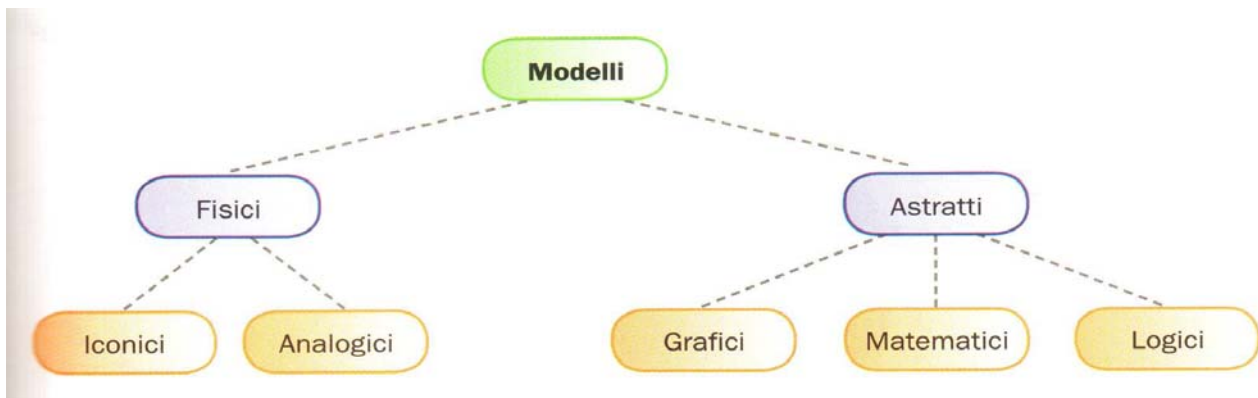 Modelli
Fisici
Astratti
Iconici
Analogici
Grafici
Matematici
Logici